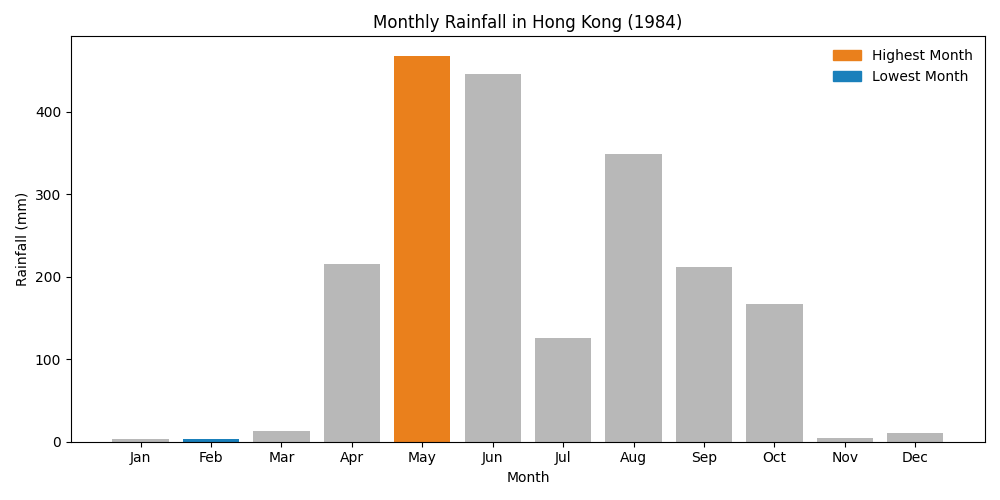 Monthly Rainfall in Hong Kong (1984)
Highest Month
Lowest Month
Rainfall (mm)
400
300
200
100
0
Jan Feb Mar Apr May Jun Jul Aug Sep Oct Nov Dec
Month